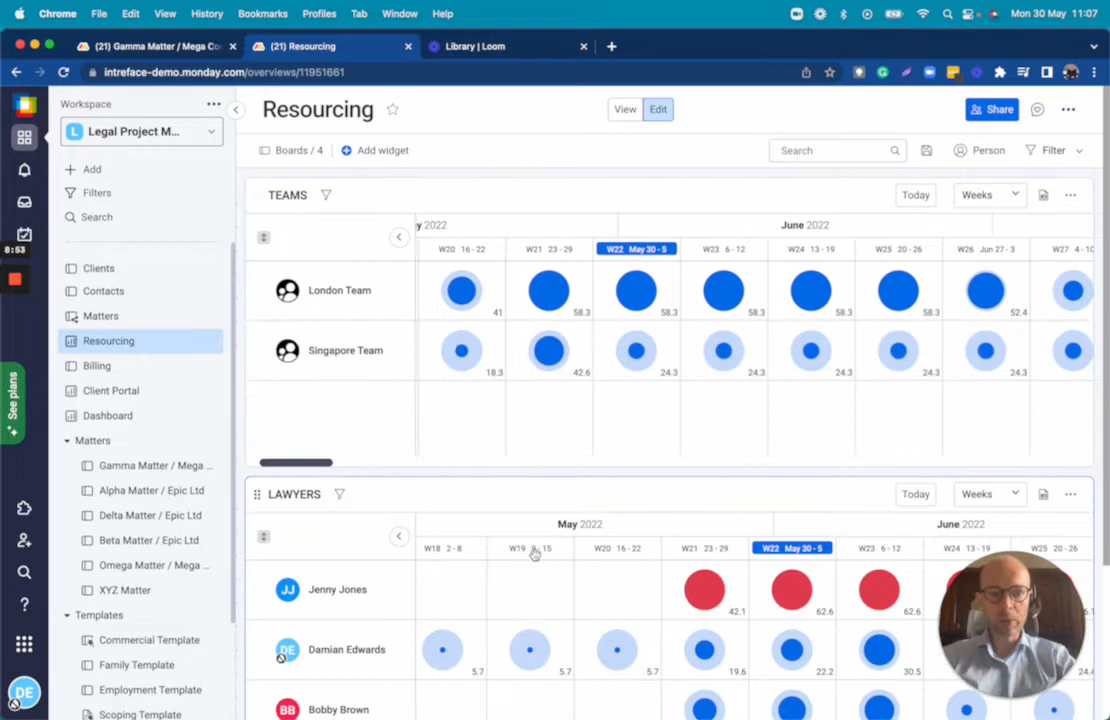 Chrome File Edit View History Bookmarks Profiles Tab Window Help Mon 30 May 11:07
(21) Gamma Matter / Mega Co (21) Resourcing Library | Loom
intreface-demo.monday.com/overviews/11951661
Workspace
L Legal Project M...
Add
Filters
Search
8:53
Clients
Contacts
Matters
Resourcing
Billing
Client Portal
Dashboard
Matters
Gamma Matter / Mega ...
Alpha Matter / Epic Ltd
Delta Matter / Epic Ltd
Beta Matter / Epic Ltd
Omega Matter / Mega ...
XYZ Matter
Templates
Commercial Template
Family Template
Employment Template
Scoping Template
See plans
DE
Resourcing
View Edit
Share
Boards / 4 Add widget
Search Person Filter
TEAMS
Today Weeks
y 2022 June 2022
W20 16-22 W21 23-29 W22 May 30-5 W23 6-12 W24 13-19 W25 20-26 W26 Jun 27-3 W27 4-10
London Team 41 58.3 58.3 58.3 58.3 58.3 52.4
Singapore Team 18.3 42.6 24.3 24.3 24.3 24.3 24.3
LAWYERS
Today Weeks
May 2022 June 2022
W18 2-8 W19 9-15 W20 16-22 W21 23-29 W22 May 30-5 W23 6-12 W24 13-19 W25 20-26
JJ Jenny Jones 42.1 62.6 62.6
DE Damian Edwards 5.7 5.7 5.7 19.6 22.2 30.5 24.4
BB Bobby Brown